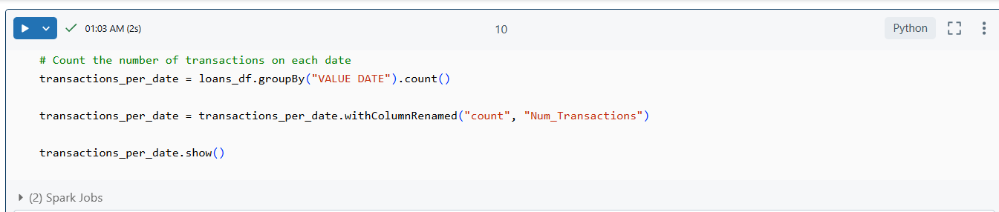 01:03 AM (2s)
10
Python
# Count the number of transactions on each date
transactions_per_date = loans_df.groupBy("VALUE DATE").count()
transactions_per_date = transactions_per_date.withColumnRenamed("count", "Num_Transactions")
transactions_per_date.show()
(2) Spark Jobs